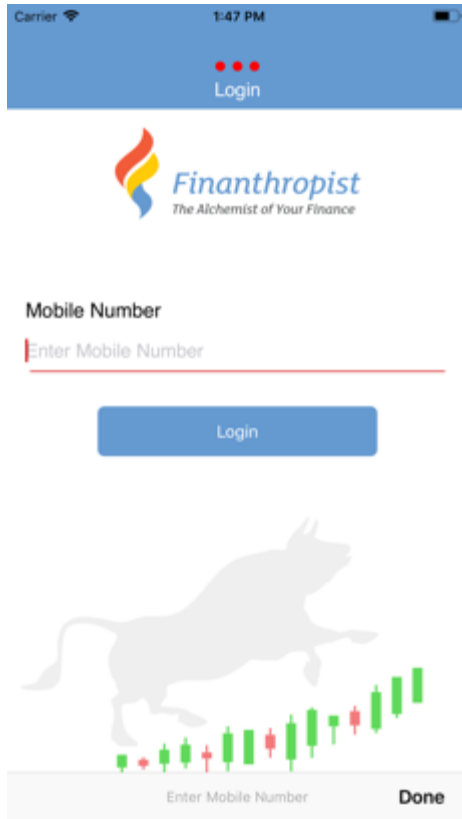 Carrier 1:47 PM
Login
Finanthropist
The Alchemist of Your Finance
Mobile Number
Enter Mobile Number
Login
Enter Mobile Number Done